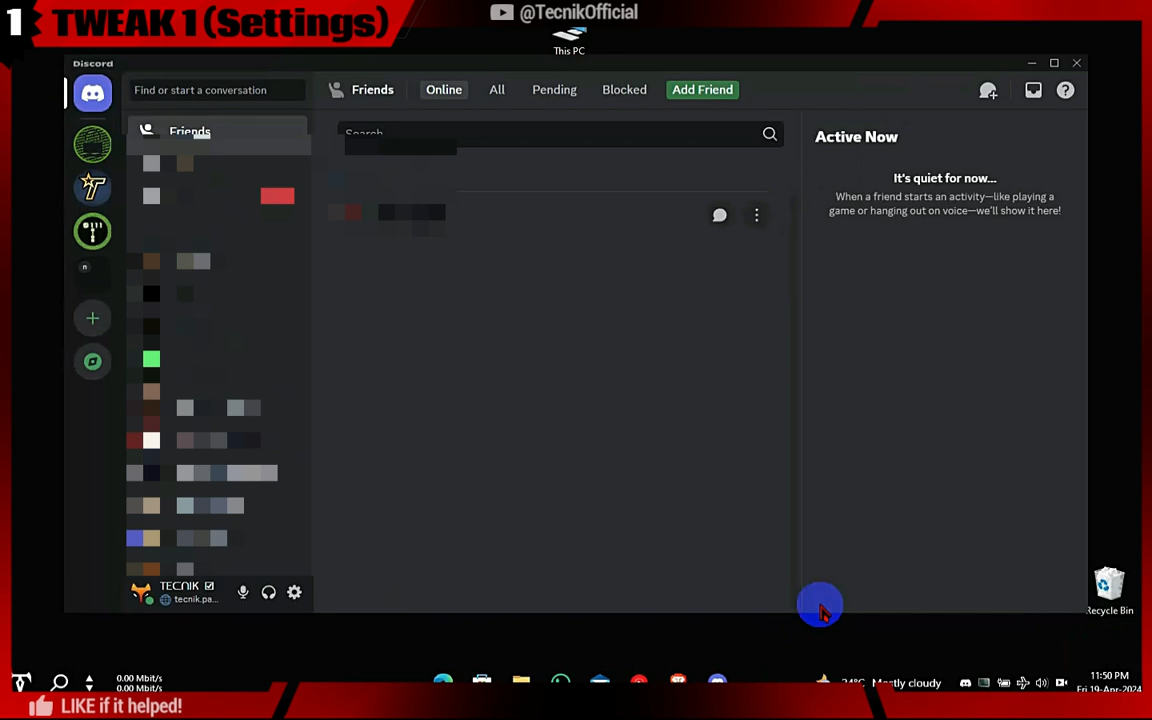 1 TWEAK 1 (Settings)
@TecnikOfficial
This PC
Discord
Find or start a conversation
Friends
Online
All
Pending
Blocked
Add Friend
Friends
Search
Active Now
It's quiet for now...
When a friend starts an activity—like playing a
game or hanging out on voice—we'll show it here!
n
TECNIK
tecnik.pa...
Recycle Bin
0.00 Mbit/s
0.00 Mbit/s
Mostly cloudy
11:50 PM
Fri 19-Apr-2024
LIKE if it helped!